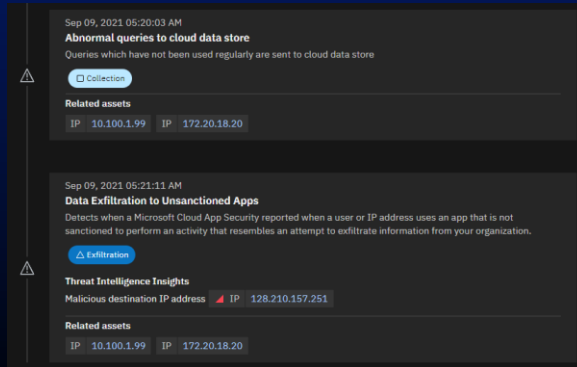 Sep 09, 2021 05:20:03 AM
Abnormal queries to cloud data store
Queries which have not been used regularly are sent to cloud data store
Collection
Related assets
IP 10.100.1.99 IP 172.20.18.20
Sep 09, 2021 05:21:11 AM
Data Exfiltration to Unsanctioned Apps
Detects when a Microsoft Cloud App Security reported when a user or IP address uses an app that is not
sanctioned to perform an activity that resembles an attempt to exfiltrate information from your organization.
Exfiltration
Threat Intelligence Insights
Malicious destination IP address IP 128.210.157.251
Related assets
IP 10.100.1.99 IP 172.20.18.20